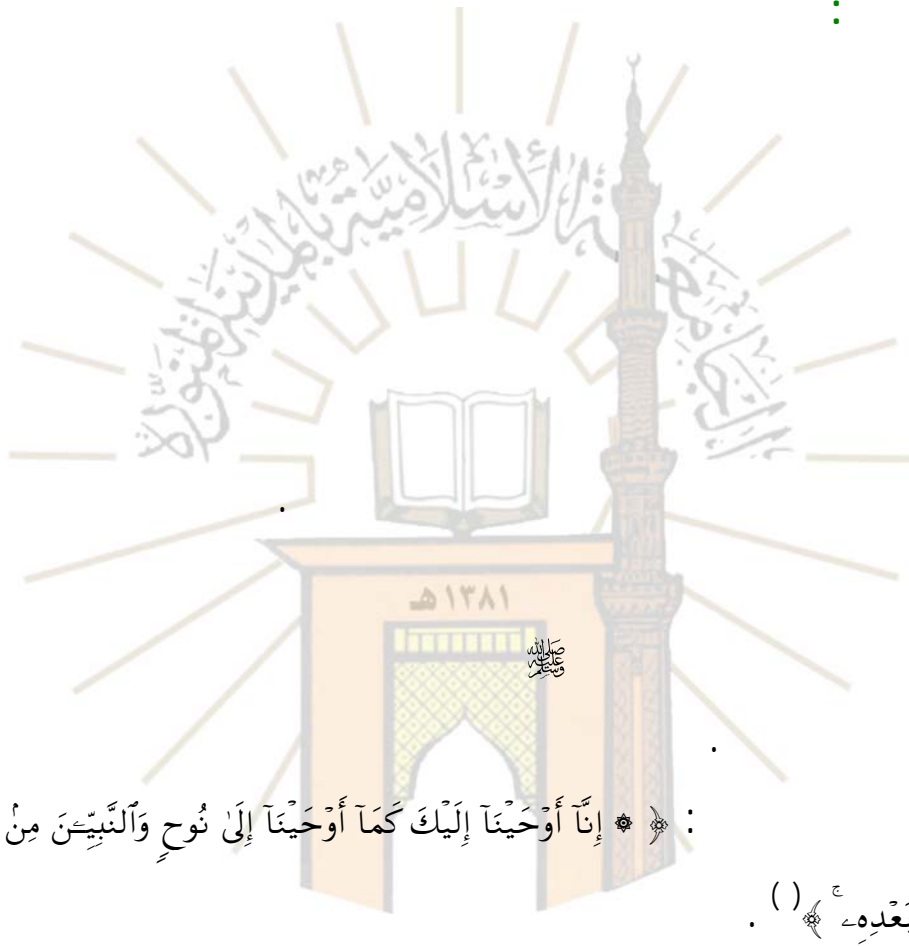 :
الجامعة الإسلامية بالمدينة المنورة
.
١٣٨١ هـ
ﷺ
.
: ﴿ ۞ إِنَّآ أَوۡحَيۡنَآ إِلَيۡكَ كَمَآ أَوۡحَيۡنَآ إِلَىٰ نُوحٖ وَٱلنَّبِيِّـۧنَ مِنۢ
بَعۡدِهِۦۚ ﴾( ) .